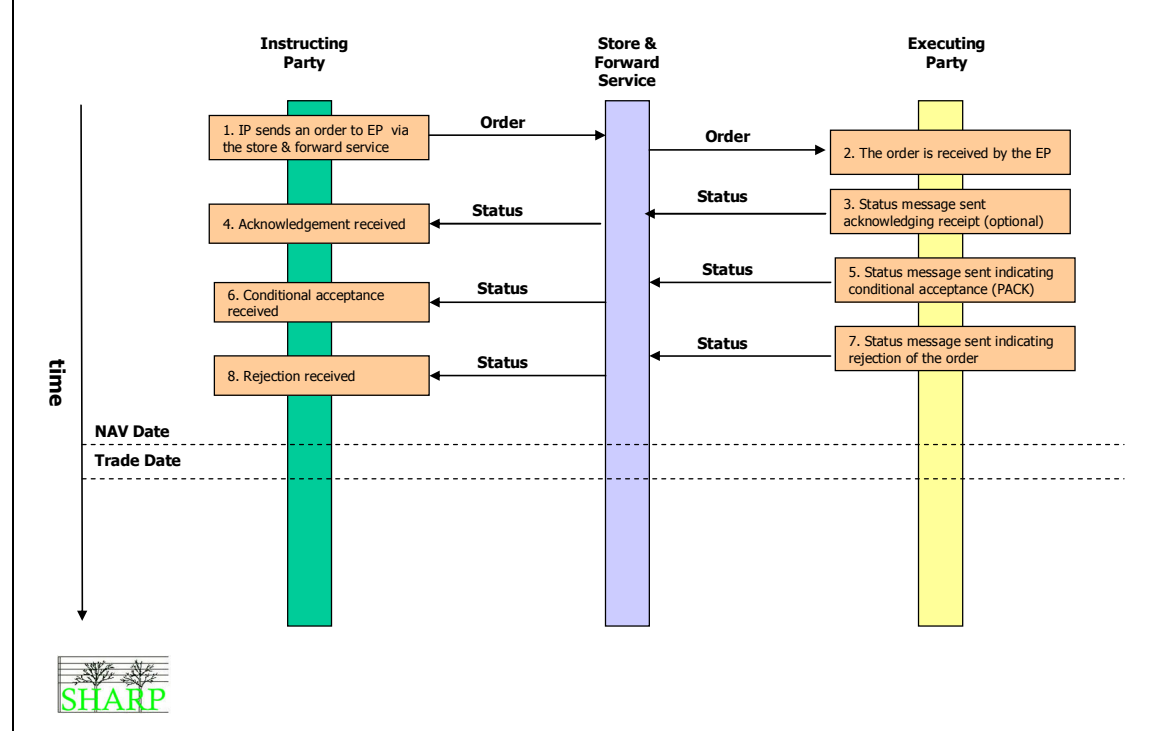 Instructing
Party
Store &
Forward
Service
Executing
Party
1. IP sends an order to EP via
the store & forward service
Order
Order
2. The order is received by the EP
Status
3. Status message sent
acknowledging receipt (optional)
Status
4. Acknowledgement received
Status
5. Status message sent indicating
conditional acceptance (PACK)
Status
6. Conditional acceptance
received
Status
7. Status message sent indicating
rejection of the order
Status
8. Rejection received
time
NAV Date
Trade Date
SHARP